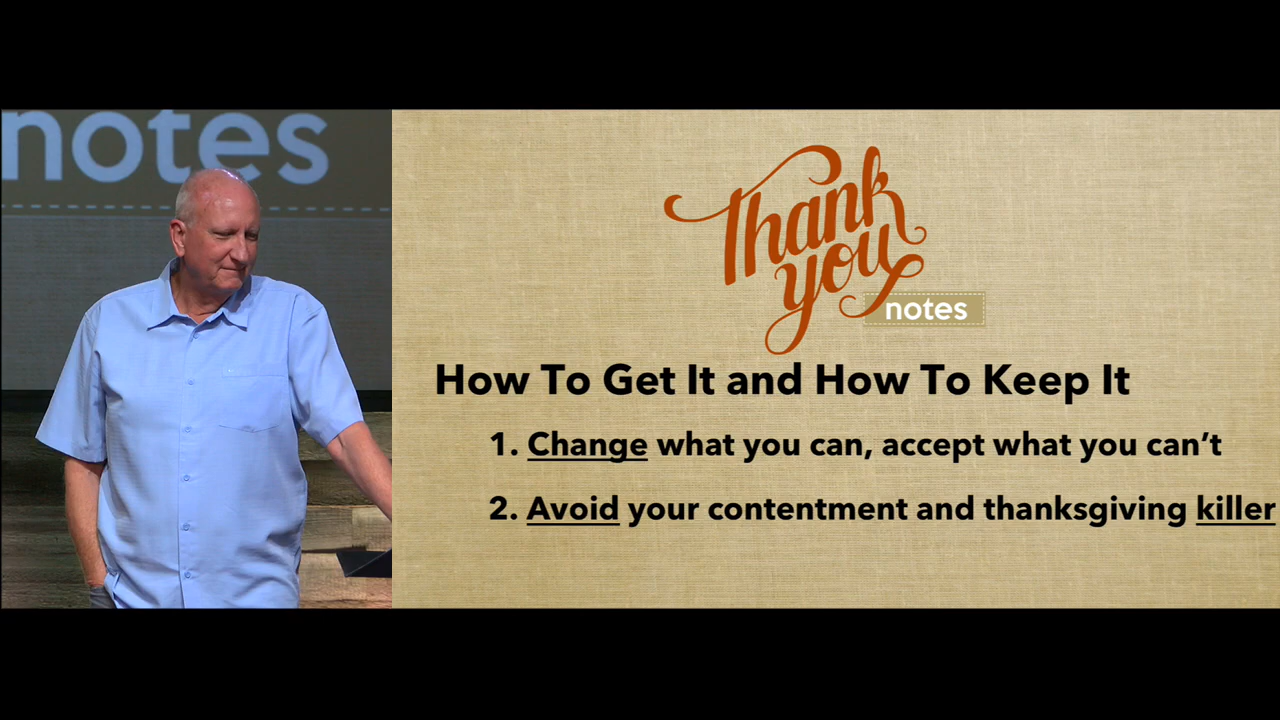 notes
Thank
you
notes
How To Get It and How To Keep It
1. Change what you can, accept what you can't
2. Avoid your contentment and thanksgiving killer